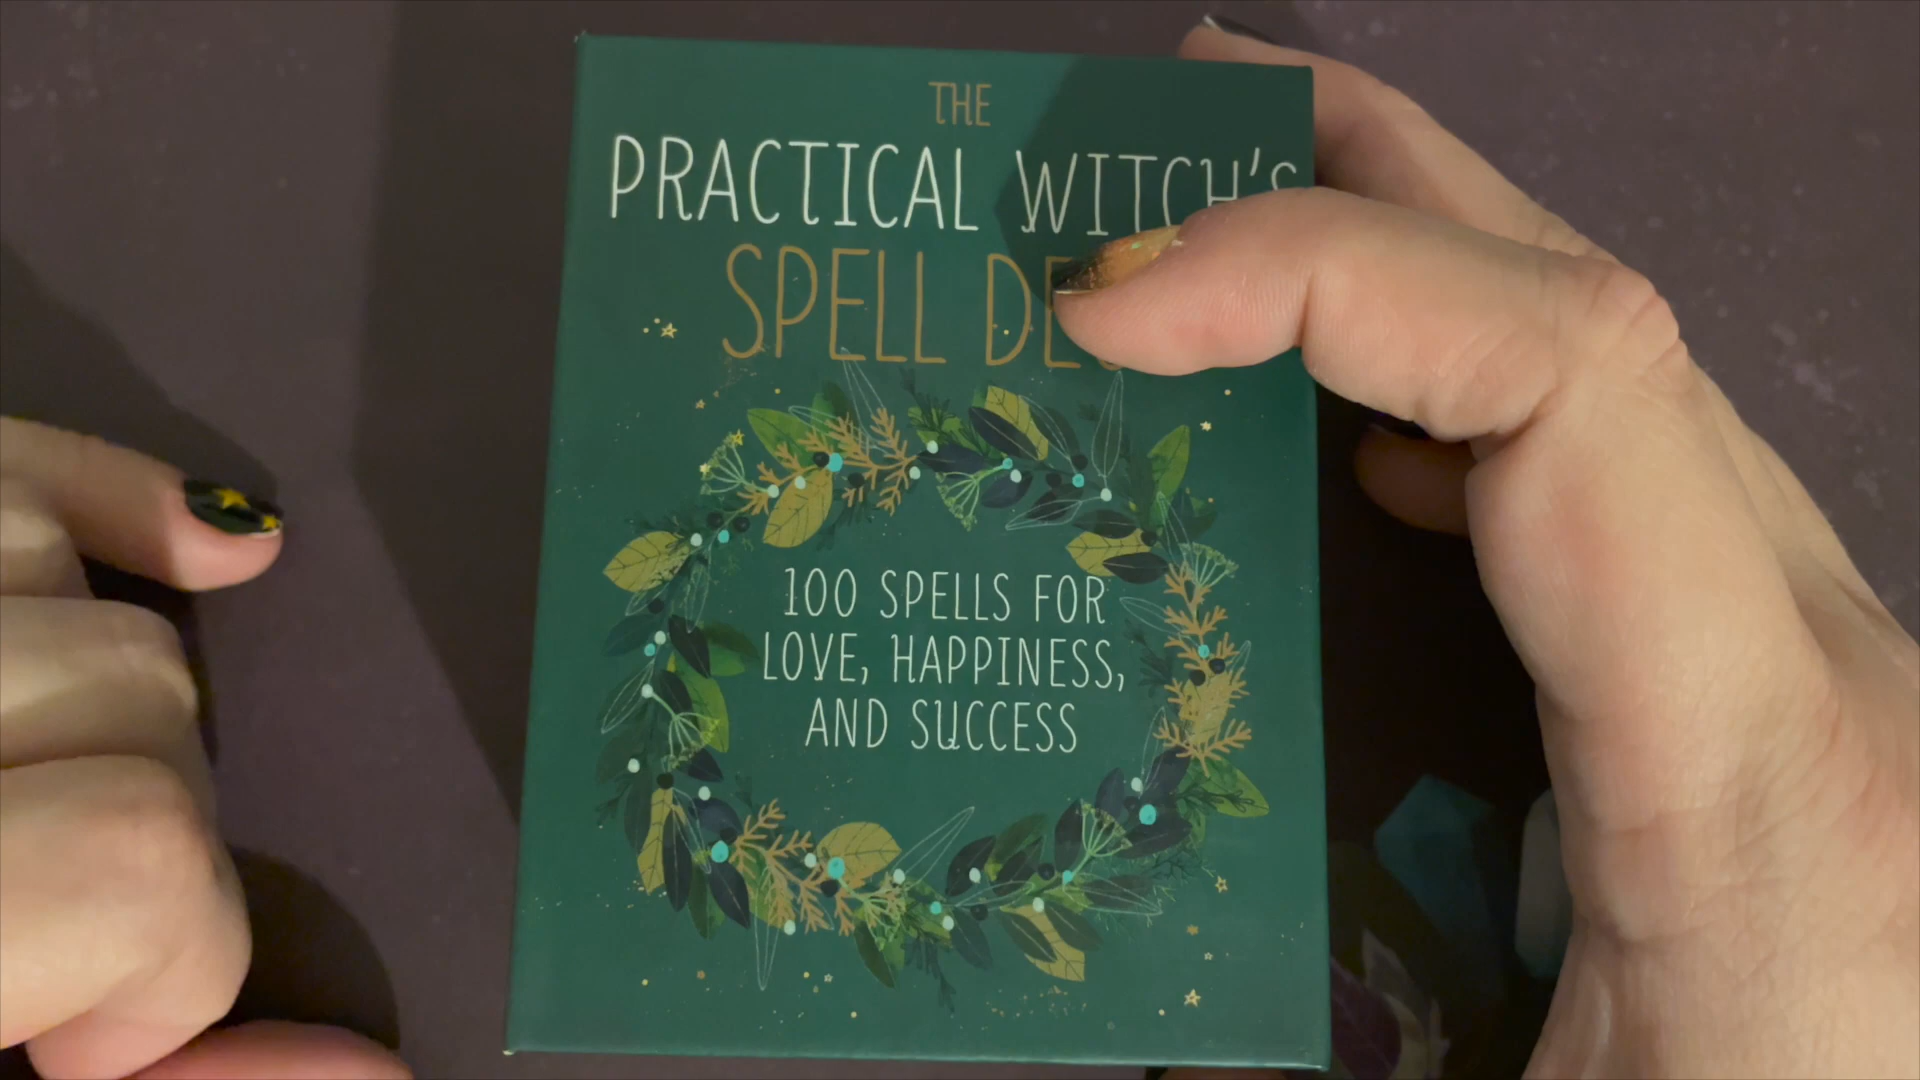 THE
PRACTICAL WITCH'S
SPELL
100 SPELLS FOR
LOVE, HAPPINESS,
AND SUCCESS